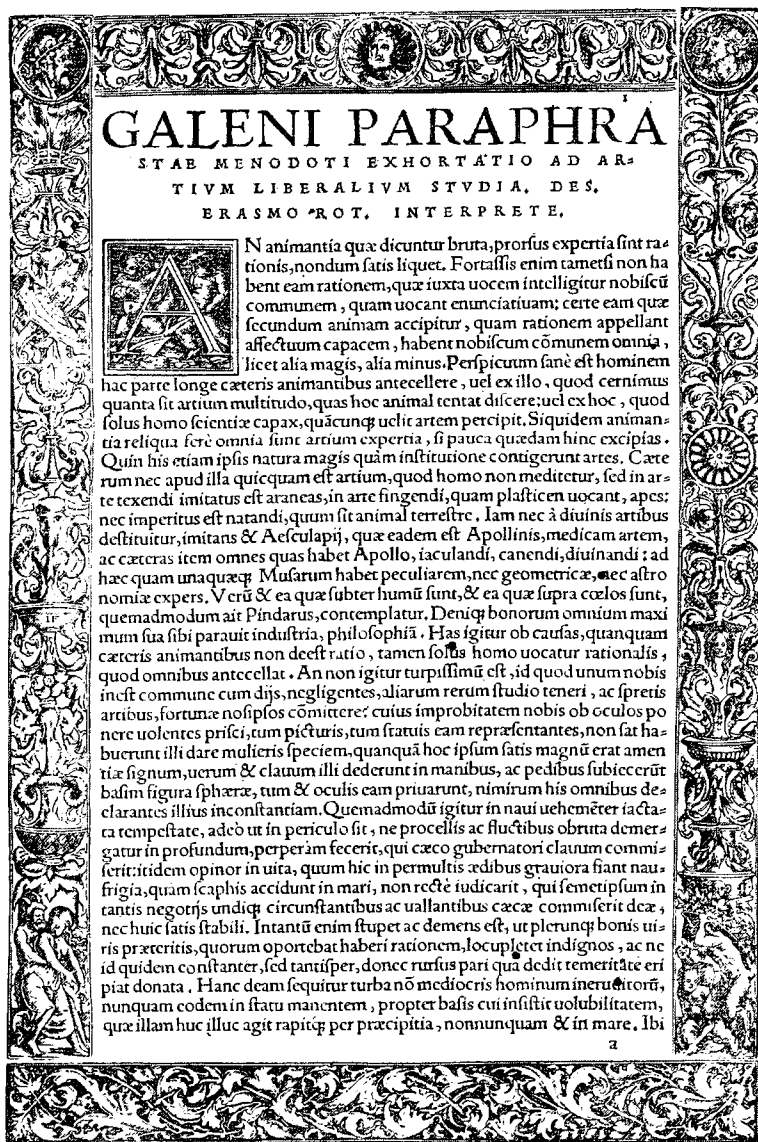 1
GALENI PARAPHRA
STAE MENODOTI EXHORTATIO AD AR-
TIVM LIBERALIVM STVDIA. DES.
ERASMO ROT. INTERPRETE.
AN animantia quæ dicuntur bruta, prorsus expertia sint ra-
tionis, nondum satis liquet. Fortassis enim tametsi non ha
bent eam rationem, quæ iuxta uocem intelligitur nobiscũ
communem, quam uocant enunciatiuam: certe eam quæ
secundum animam accipitur, quam rationem appellant
affectuum capacem, habent nobiscum cõmunem omnia,
licet alia magis, alia minus. Perspicuum sanè est hominem
hac parte longe cæteris animantibus antecellere, uel ex illo, quod cernimus
quanta sit artium multitudo, quas hoc animal tentat discere: uel ex hoc, quod
solus homo scientiæ capax, quãcunq; uelit artem percipit. Siquidem animan-
tia reliqua ferè omnia sunt artium expertia, si pauca quædam hinc excipias.
Quin his etiam ipsis natura magis quàm institutione contigerunt artes. Cæte
rum nec apud illa quicquam est artium, quod homo non meditetur, sed in ar-
te texendi imitatus est araneas, in arte fingendi, quam plasticen uocant, apes:
nec imperitus est natandi, quum sit animal terrestre. Iam nec à diuinis artibus
destituitur, imitans & Aesculapij, quæ eadem est Apollinis, medicam artem,
ac cæteras item omnes quas habet Apollo, iaculandi, canendi, diuinandi: ad
hæc quam unaquæq; Musarum habet peculiarem, nec geometricæ, nec astro
nomiæ expers. Verũ & ea quæ subter humũ sunt, & ea quæ supra cœlos sunt,
quemadmodum ait Pindarus, contemplatur. Deniq; bonorum omnium maxi
mum sua sibi parauit industria, philosophiã. Has igitur ob causas, quanquam
cæteris animantibus non deest ratio, tamen solus homo uocatur rationalis,
quod omnibus antecellat. An non igitur turpissimũ est, id quod unum nobis
inest commune cum dijs, negligentes, aliarum rerum studio teneri, ac spretis
artibus, fortunæ nosipsos cõmittere? cuius improbitatem nobis ob oculos po
nere uolentes prisci, tum picturis, tum statuis eam repræsentantes, non sat ha-
buerunt illi dare mulieris speciem, quanquã hoc ipsum satis magnũ erat amen
tiæ signum, uerum & clauum illi dederunt in manibus, ac pedibus subiecerũt
basim figura sphæræ, tum & oculis eam priuarunt, nimirum his omnibus de-
clarantes illius inconstantiam. Quemadmodũ igitur in naui uehemẽter iacta-
ta tempestate, adeò ut in periculo sit, ne procellis ac fluctibus obruta demer-
gatur in profundum, perperàm fecerit, qui cæco gubernatori clauum commi-
serit: itidem opinor in uita, quum hic in permultis ædibus grauiora fiant nau-
frigia, quàm scaphis accidunt in mari, non rectè iudicarit, qui semetipsum in
tantis negotijs undiq; circunstantibus ac uallantibus cæcæ commiserit deæ,
nec huic satis stabili. Intantũ enim stupet ac demens est, ut plerunq; bonis ui-
ris præteritis, quorum oportebat haberi rationem, locupletet indignos, ac ne
id quidem constanter, sed tantisper, donec rursus pari qua dedit temeritate eri
piat donata. Hanc deam sequitur turba nõ mediocris hominum ineruditorũ,
nunquam eodem in statu manentem, propter basis cui insistit uolubilitatem,
quæ illam huc illuc agit rapitq; per præcipitia, nonnunquam & in mare. Ibi
a
IF